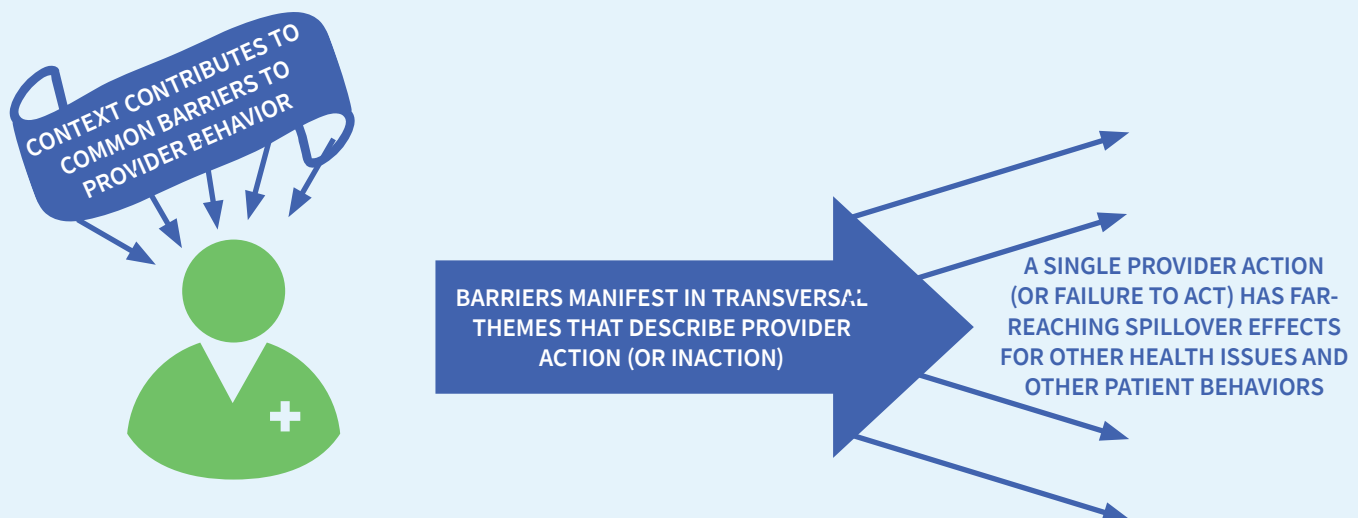 CONTEXT CONTRIBUTES TO
COMMON BARRIERS TO
PROVIDER BEHAVIOR
BARRIERS MANIFEST IN TRANSVERSAL
THEMES THAT DESCRIBE PROVIDER
ACTION (OR INACTION)
A SINGLE PROVIDER ACTION
(OR FAILURE TO ACT) HAS FAR-
REACHING SPILLOVER EFFECTS
FOR OTHER HEALTH ISSUES AND
OTHER PATIENT BEHAVIORS